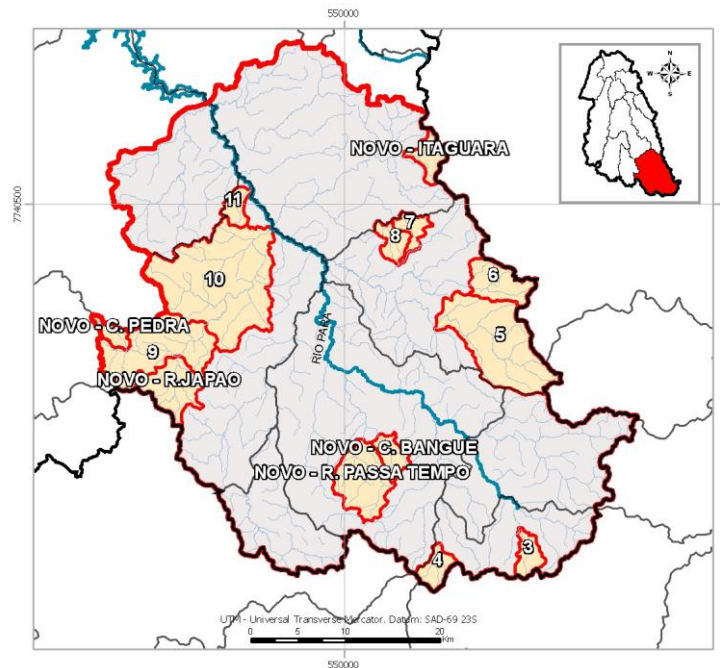 550000
N
W E
S
NOVO - ITAGUARA
7740500
11
7
8
6
10
5
NOVO - C. PEDRA
9
RIO PARÁ
NOVO - R.JAPAO
NOVO - C. BANGUE
NOVO - R. PASSA TEMPO
3
4
UTM - Universal Transverse Mercator. Datum: SAD-69 23S
0 5 10 20
Km
550000